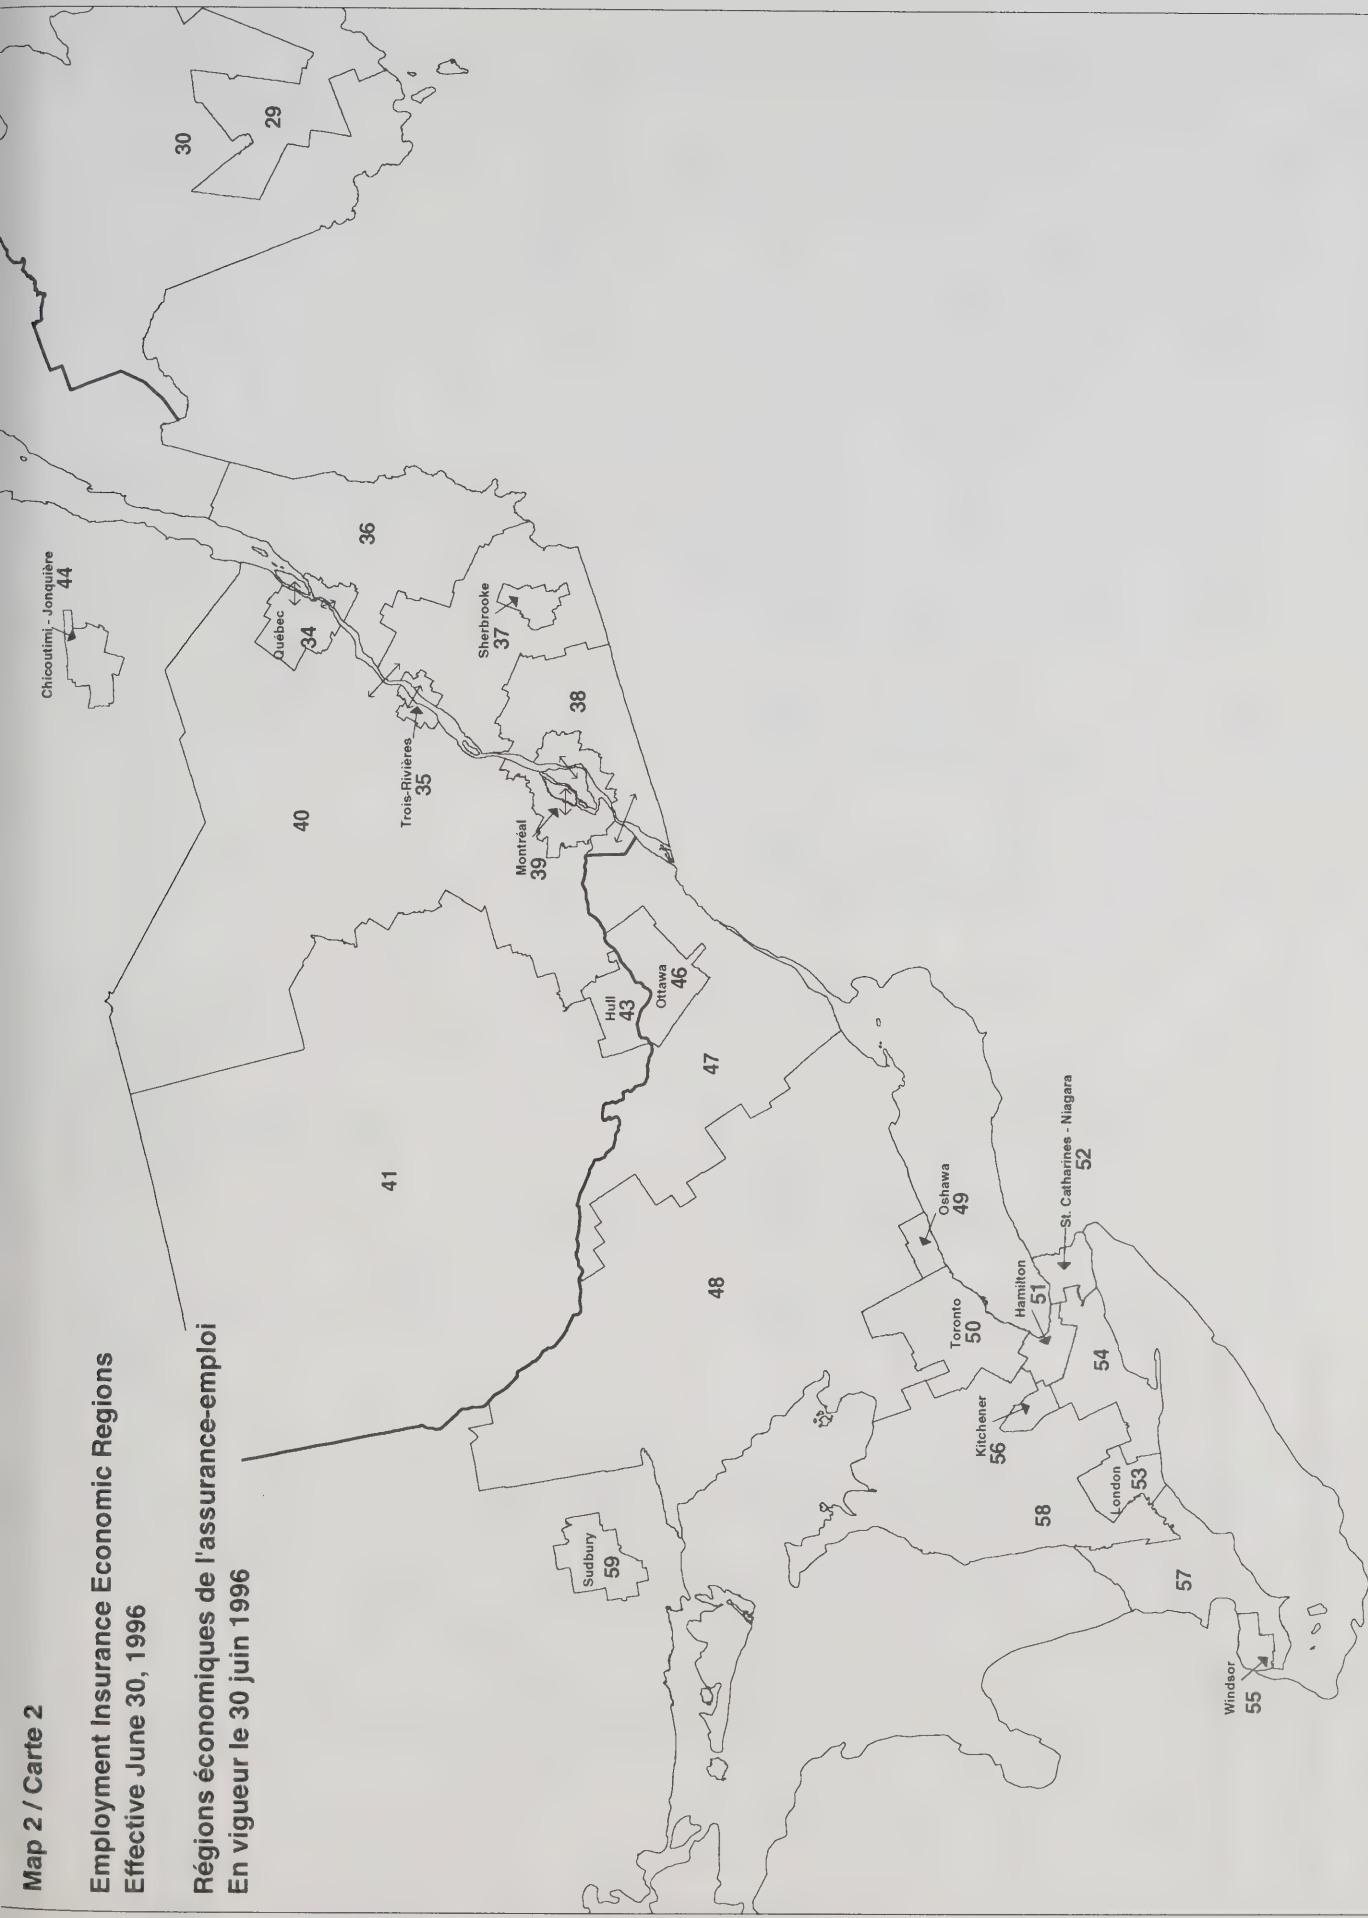 Map 2 / Carte 2
Employment Insurance Economic Regions
Effective June 30, 1996
Régions économiques de l'assurance-emploi
En vigueur le 30 juin 1996
Chicoutimi - Jonquière
44
30
29
36
Québec
34
Sherbrooke
37
38
Trois-Rivières
35
40
Montréal
39
41
Hull
43
Ottawa
46
47
48
Sudbury
59
Oshawa
49
Toronto
50
Hamilton
51
St. Catharines - Niagara
52
Kitchener
56
54
London
53
58
57
Windsor
55